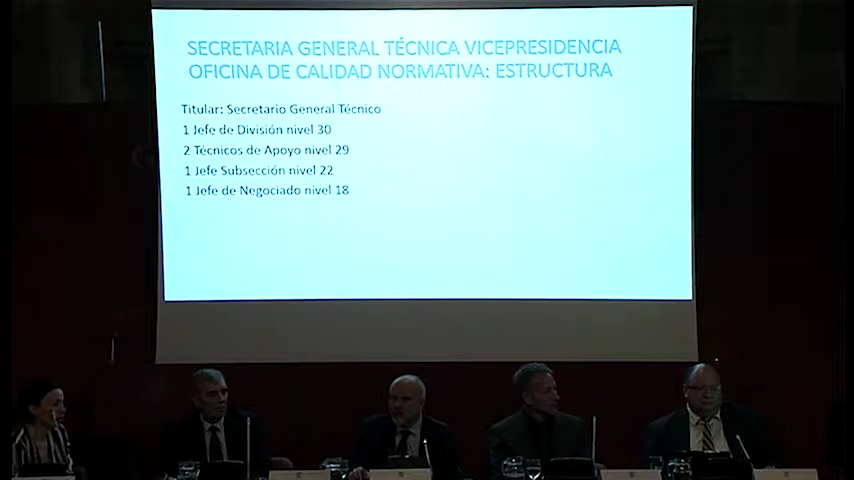 SECRETARIA GENERAL TÉCNICA VICEPRESIDENCIA
OFICINA DE CALIDAD NORMATIVA: ESTRUCTURA
Titular: Secretario General Técnico
1 Jefe de División nivel 30
2 Técnicos de Apoyo nivel 29
1 Jefe Subsección nivel 22
1 Jefe de Negociado nivel 18